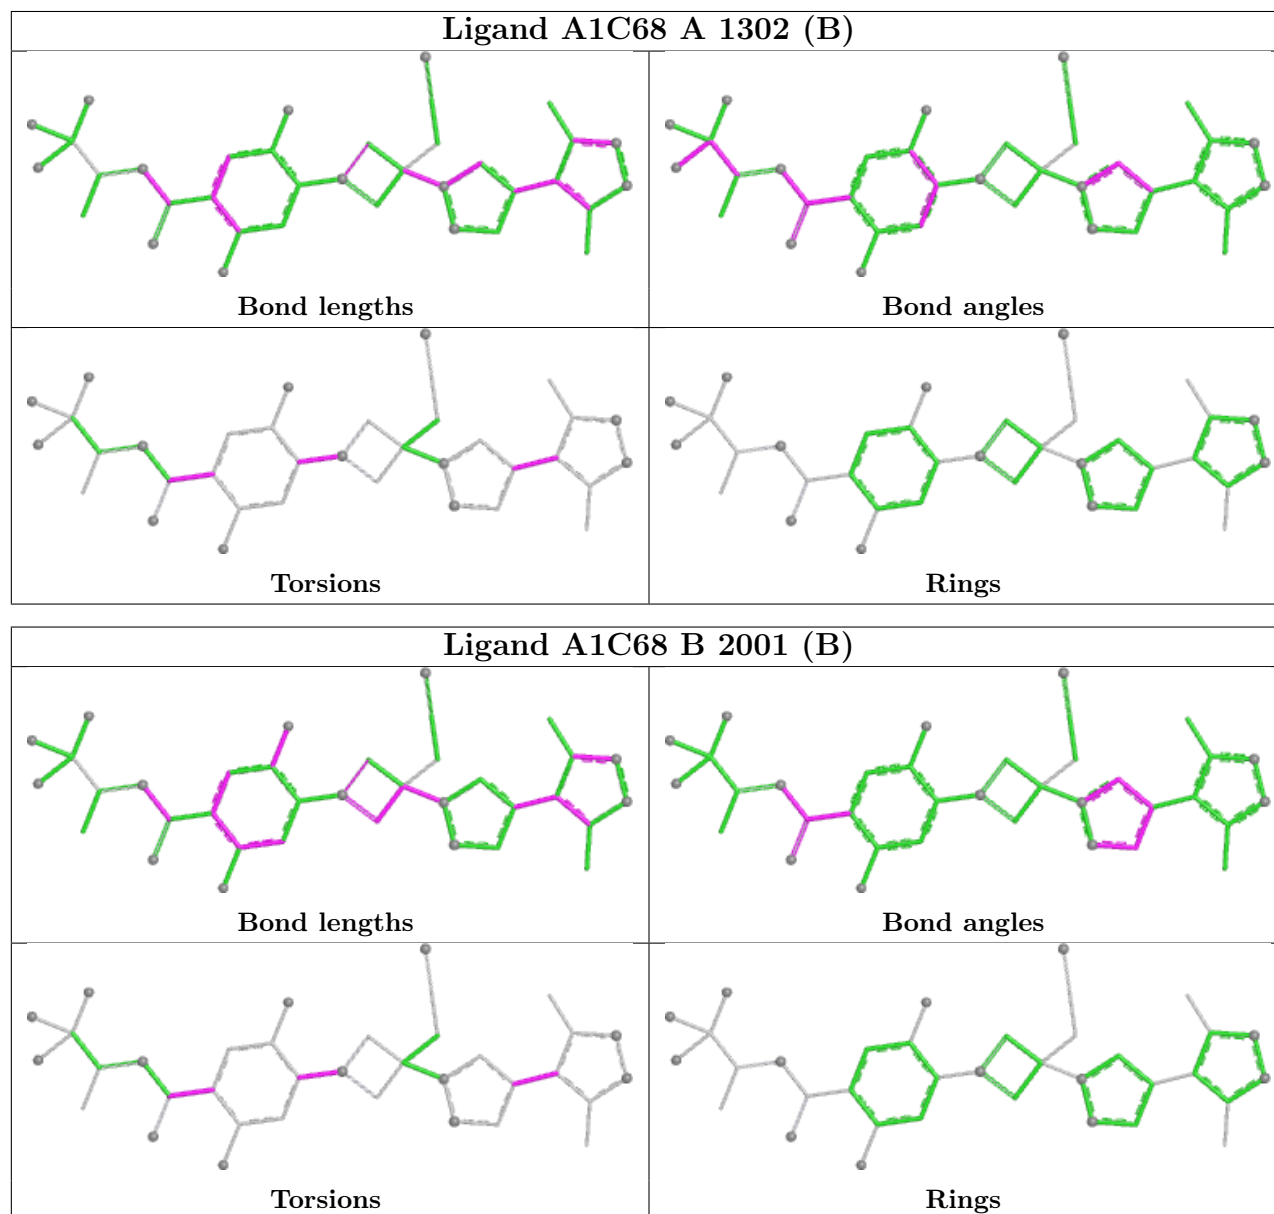 Ligand A1C68 A 1302 (B)
Bond lengths
Bond angles
Torsions
Rings
Ligand A1C68 B 2001 (B)
Bond lengths
Bond angles
Torsions
Rings